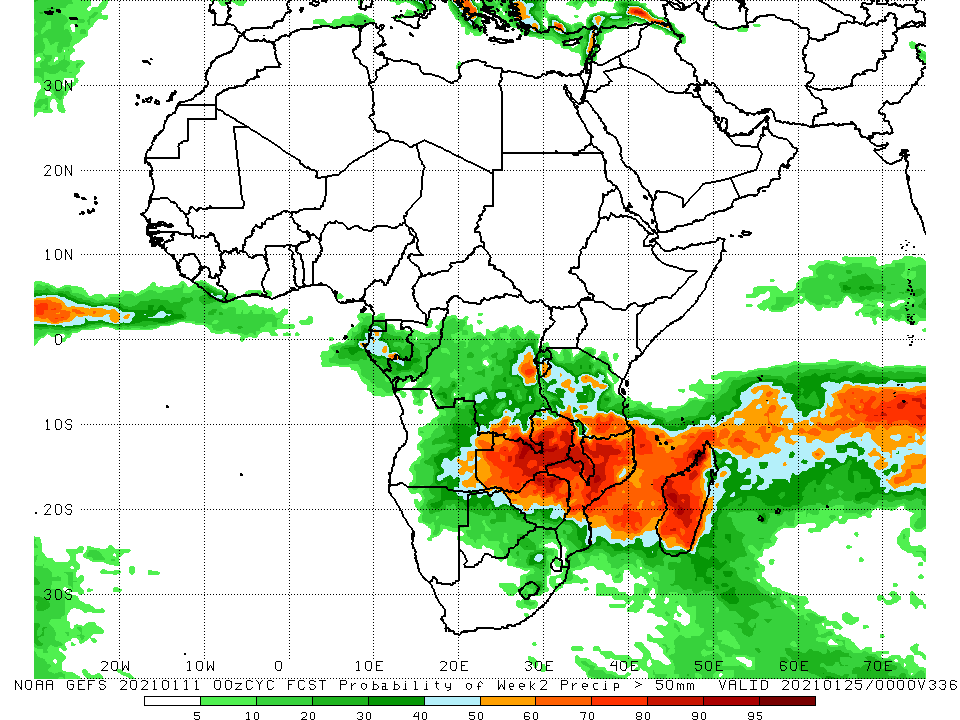 30N
20N
10N
0
10S
20S
30S
20W 10W 0 10E 20E 30E 40E 50E 60E 70E
NOAA GEFS 20210111 00zCYC FCST Probability of Week2 Precip > 50mm VALID 20210125/0000V336
5 10 20 30 40 50 60 70 80 90 95